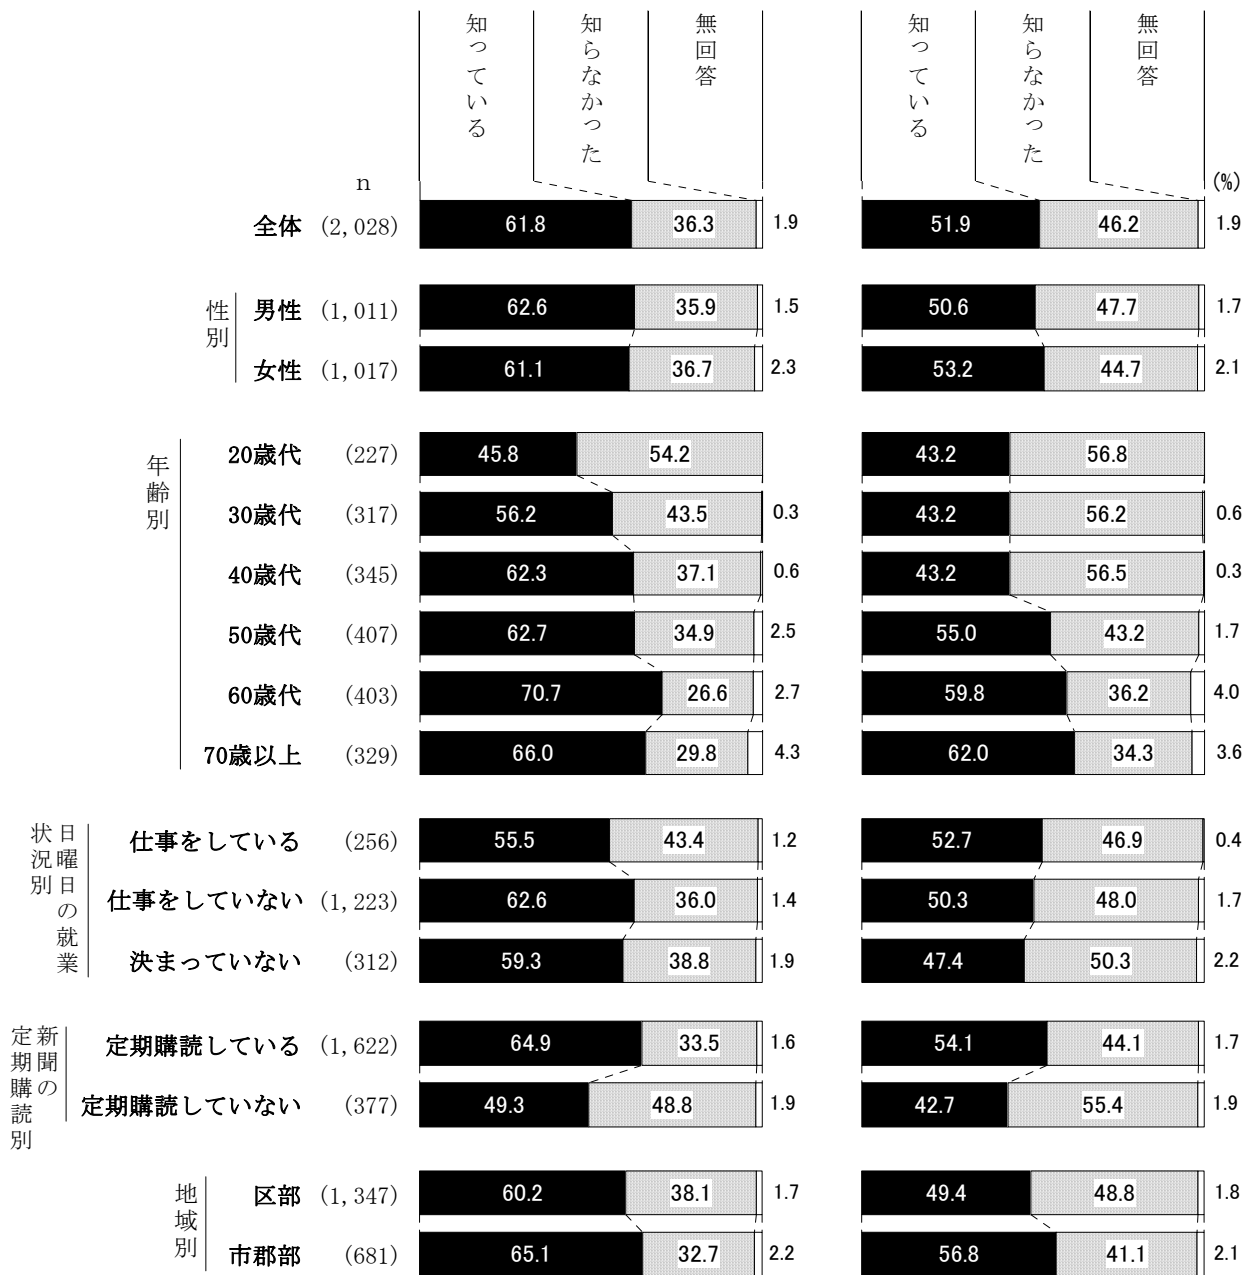 知っている 知らなかった 無回答 知っている 知らなかった 無回答
n (%)
全体 (2,028) 61.8 36.3 1.9 51.9 46.2 1.9
性別
男性 (1,011) 62.6 35.9 1.5 50.6 47.7 1.7
女性 (1,017) 61.1 36.7 2.3 53.2 44.7 2.1
年齢別
20歳代 (227) 45.8 54.2 43.2 56.8
30歳代 (317) 56.2 43.5 0.3 43.2 56.2 0.6
40歳代 (345) 62.3 37.1 0.6 43.2 56.5 0.3
50歳代 (407) 62.7 34.9 2.5 55.0 43.2 1.7
60歳代 (403) 70.7 26.6 2.7 59.8 36.2 4.0
70歳以上 (329) 66.0 29.8 4.3 62.0 34.3 3.6
日曜日の就業状況別
仕事をしている (256) 55.5 43.4 1.2 52.7 46.9 0.4
仕事をしていない (1,223) 62.6 36.0 1.4 50.3 48.0 1.7
決まっていない (312) 59.3 38.8 1.9 47.4 50.3 2.2
新聞の定期購読別
定期購読している (1,622) 64.9 33.5 1.6 54.1 44.1 1.7
定期購読していない (377) 49.3 48.8 1.9 42.7 55.4 1.9
地域別
区部 (1,347) 60.2 38.1 1.7 49.4 48.8 1.8
市郡部 (681) 65.1 32.7 2.2 56.8 41.1 2.1